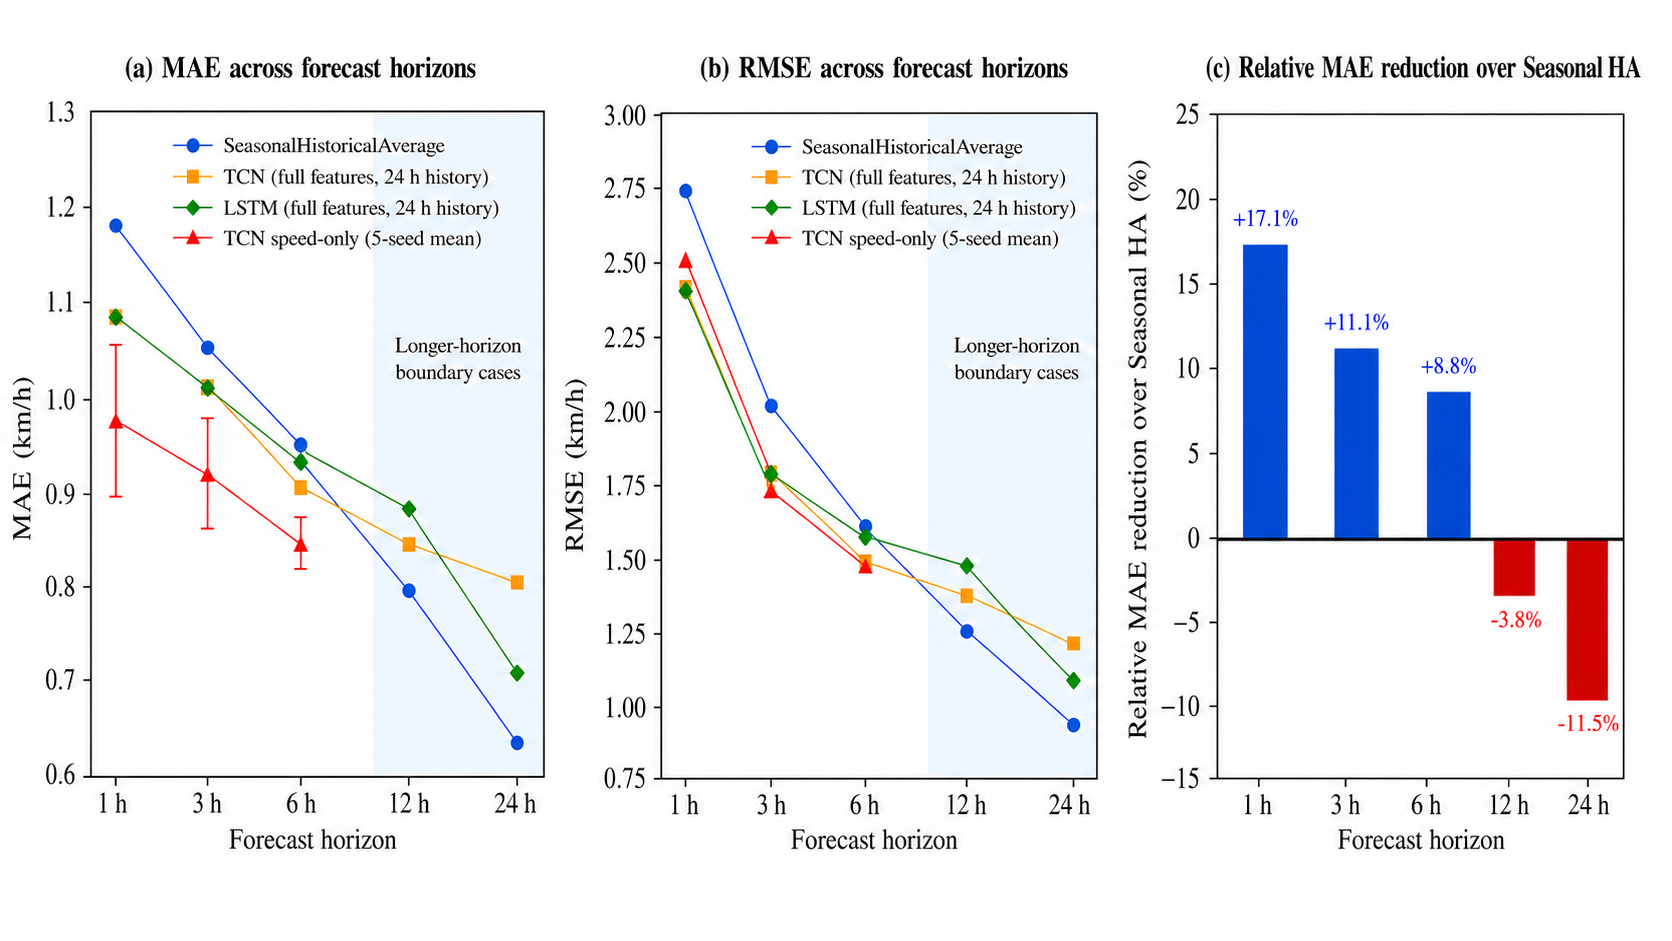 (a) MAE across forecast horizons
1.3
1.2
1.1
1.0
0.9
0.8
0.7
0.6
MAE (km/h)
SeasonalHistoricalAverage
TCN (full features, 24 h history)
LSTM (full features, 24 h history)
TCN speed-only (5-seed mean)
Longer-horizon
boundary cases
1 h 3 h 6 h 12 h 24 h
Forecast horizon
(b) RMSE across forecast horizons
3.00
2.75
2.50
2.25
2.00
1.75
1.50
1.25
1.00
0.75
RMSE (km/h)
SeasonalHistoricalAverage
TCN (full features, 24 h history)
LSTM (full features, 24 h history)
TCN speed-only (5-seed mean)
Longer-horizon
boundary cases
1 h 3 h 6 h 12 h 24 h
Forecast horizon
(c) Relative MAE reduction over Seasonal HA
25
20
15
10
5
0
−5
−10
−15
Relative MAE reduction over Seasonal HA (%)
+17.1%
+11.1%
+8.8%
-3.8%
-11.5%
1 h 3 h 6 h 12 h 24 h
Forecast horizon